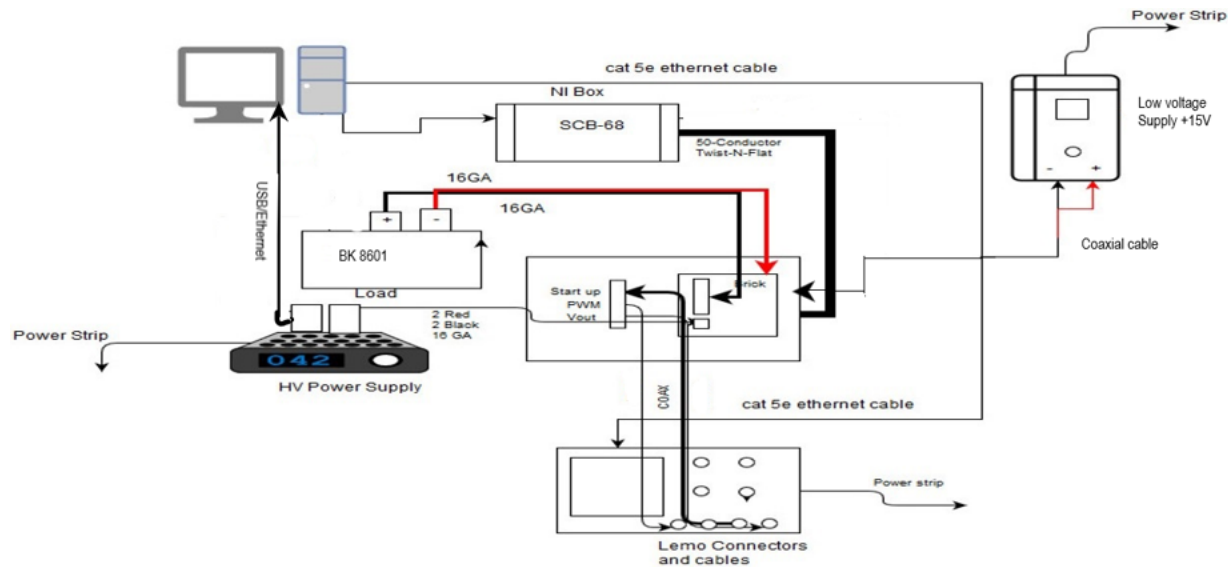 Power Strip
cat 5e ethernet cable
NI Box
SCB-68
Low voltage
Supply +15V
- +
50-Conductor
Twist-N-Flat
16GA
16GA
USB/Ethernet
+ -
BK 8601
Load
Coaxial cable
Brick
Start up
PWM
Vout
2 Red
2 Black
16 GA
Power Strip
042
HV Power Supply
COAX
cat 5e ethernet cable
Power strip
Lemo Connectors
and cables